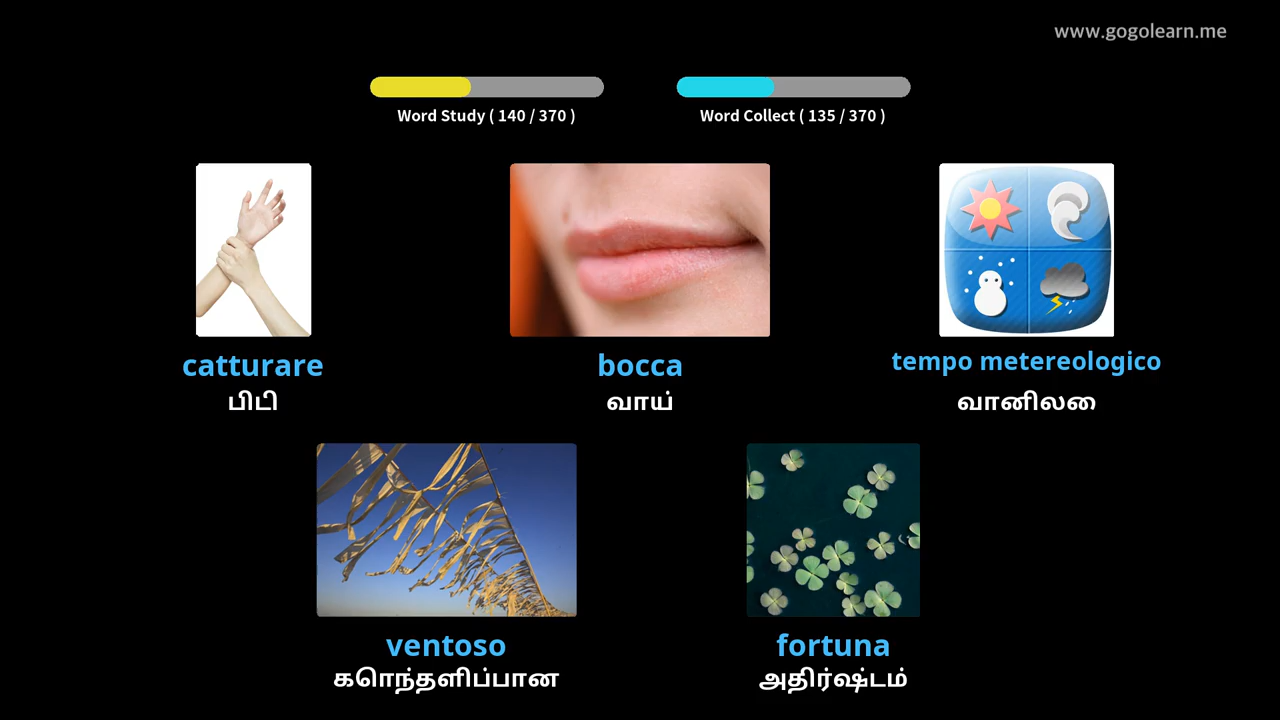 www.gogolearn.me
Word Study ( 140 / 370 )
Word Collect ( 135 / 370 )
catturare
பிடி
bocca
வாய்
tempo metereologico
வானிலை
ventoso
கொந்தளிப்பான
fortuna
அதிர்ஷ்டம்